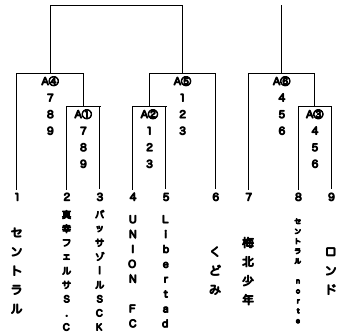 A④
7
8
9
A⑤
1
2
3
A⑥
4
5
6
A①
7
8
9
A②
1
2
3
A③
4
5
6
1
2
3
4
5
6
7
8
9
セントラル
真幸フェルサS.C
パッサゾールSCK
UNION FC
Libertad
くどみ
梅北少年
セントラル norte
ロンド